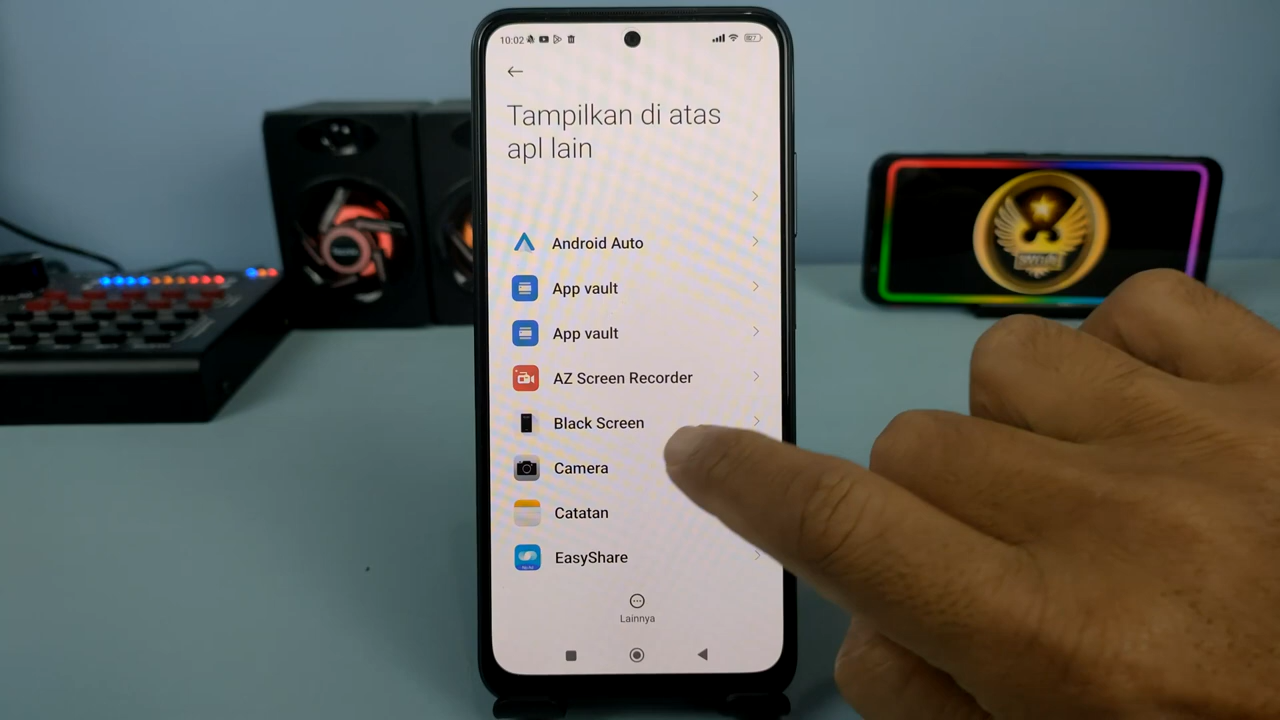 10:02
Tampilkan di atas
apl lain
Android Auto
App vault
App vault
AZ Screen Recorder
Black Screen
Camera
Catatan
EasyShare
Lainnya